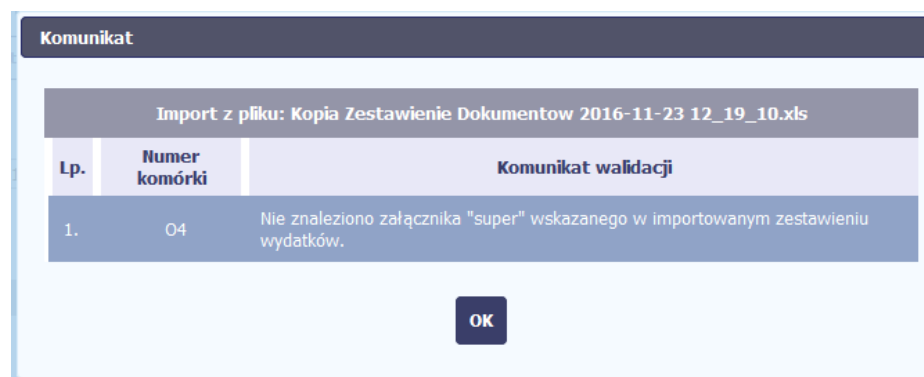 Komunikat
Import z pliku: Kopia Zestawienie Dokumentow 2016-11-23 12_19_10.xls
Lp.
Numer
komórki
Komunikat walidacji
1.
O4
Nie znaleziono załącznika "super" wskazanego w importowanym zestawieniu
wydatków.
OK